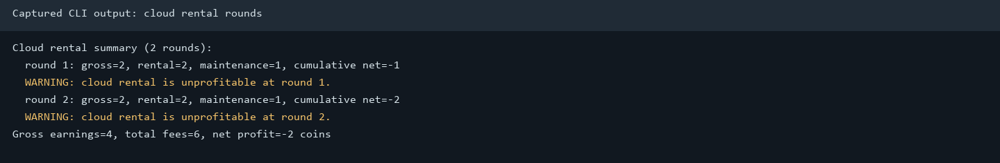 Captured CLI output: cloud rental rounds
Cloud rental summary (2 rounds):
round 1: gross=2, rental=2, maintenance=1, cumulative net=-1
WARNING: cloud rental is unprofitable at round 1.
round 2: gross=2, rental=2, maintenance=1, cumulative net=-2
WARNING: cloud rental is unprofitable at round 2.
Gross earnings=4, total fees=6, net profit=-2 coins